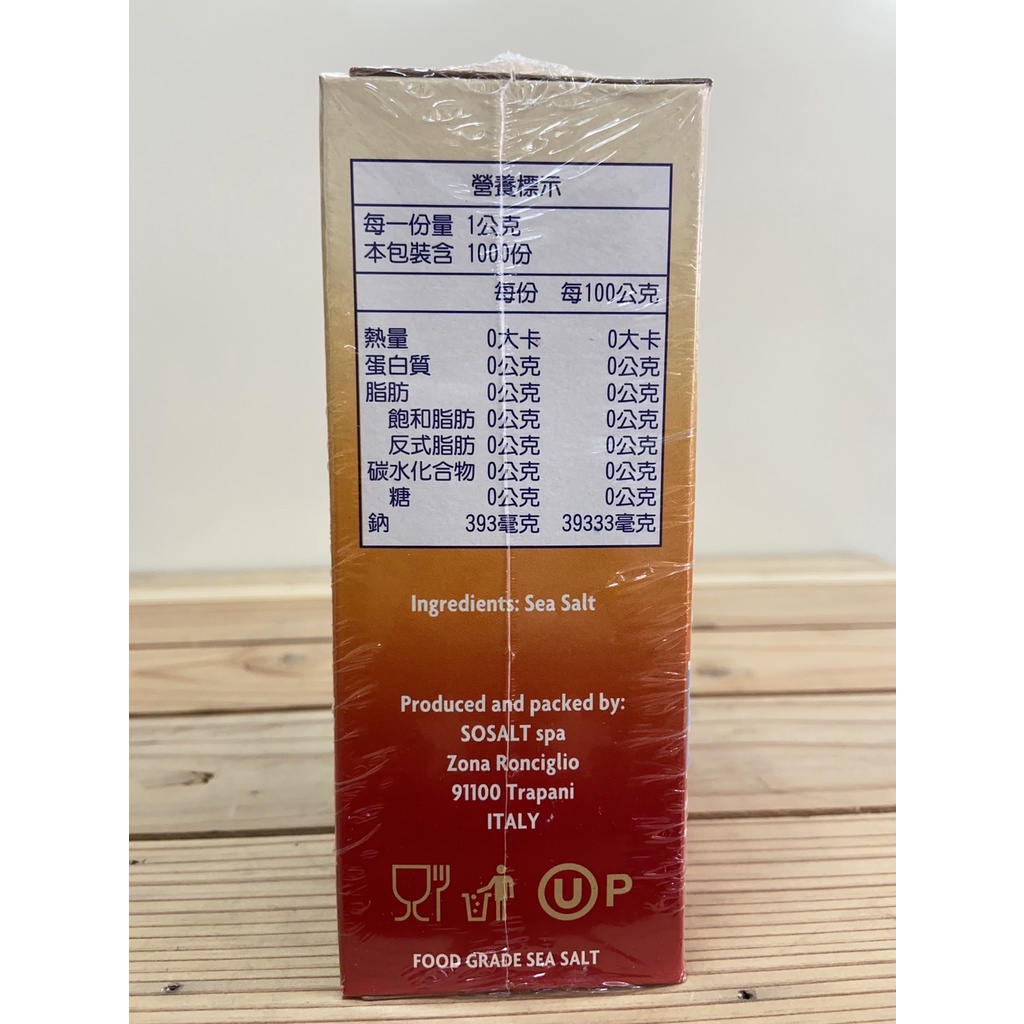 營養標示
每一份量 1公克
本包裝含 1000份
每份 每100公克
熱量 0大卡 0大卡
蛋白質 0公克 0公克
脂肪 0公克 0公克
飽和脂肪 0公克 0公克
反式脂肪 0公克 0公克
碳水化合物 0公克 0公克
糖 0公克 0公克
鈉 393毫克 39333毫克
Ingredients: Sea Salt
Produced and packed by:
SOSALT spa
Zona Ronciglio
91100 Trapani
ITALY
U P
FOOD GRADE SEA SALT